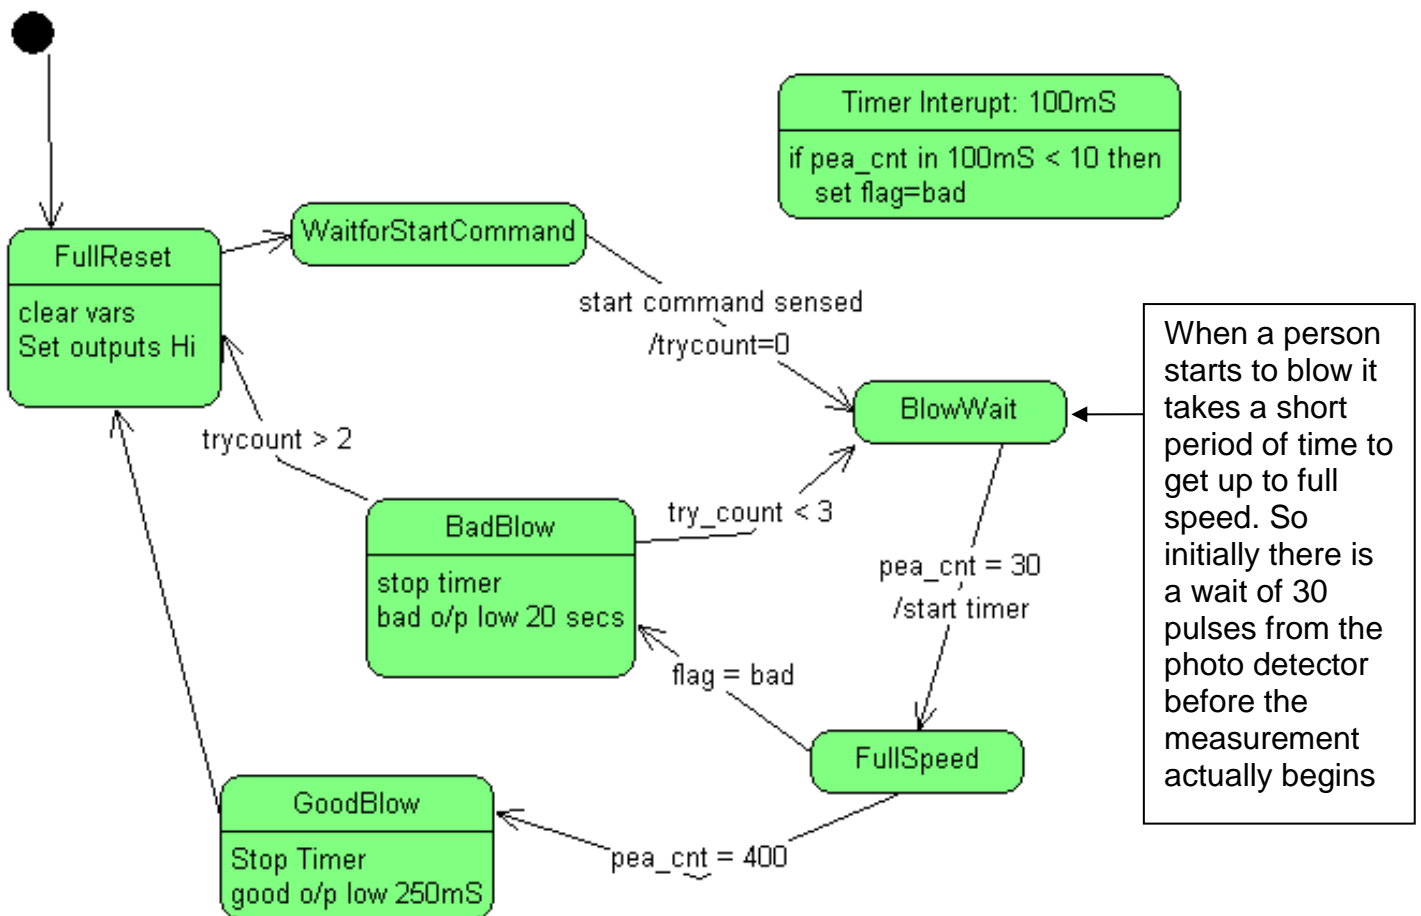 Timer Interupt: 100mS
if pea_cnt in 100mS < 10 then
set flag=bad
WaitforStartCommand
FullReset
clear vars
Set outputs Hi
start command sensed
/trycount=0
When a person
starts to blow it
takes a short
period of time to
get up to full
speed. So
initially there is
a wait of 30
pulses from the
photo detector
before the
measurement
actually begins
BlowWait
trycount > 2
try_count < 3
BadBlow
stop timer
bad o/p low 20 secs
pea_cnt = 30
/start timer
flag = bad
FullSpeed
GoodBlow
Stop Timer
good o/p low 250mS
pea_cnt = 400